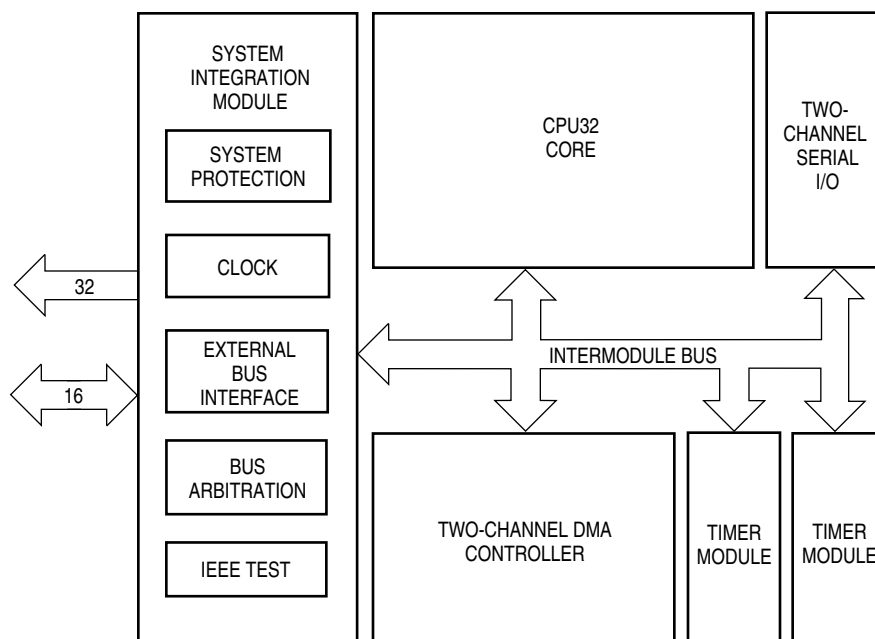 SYSTEM
INTEGRATION
MODULE
SYSTEM
PROTECTION
CLOCK
EXTERNAL
BUS
INTERFACE
BUS
ARBITRATION
IEEE TEST
32
16
CPU32
CORE
TWO-
CHANNEL
SERIAL
I/O
INTERMODULE BUS
TWO-CHANNEL DMA
CONTROLLER
TIMER
MODULE
TIMER
MODULE